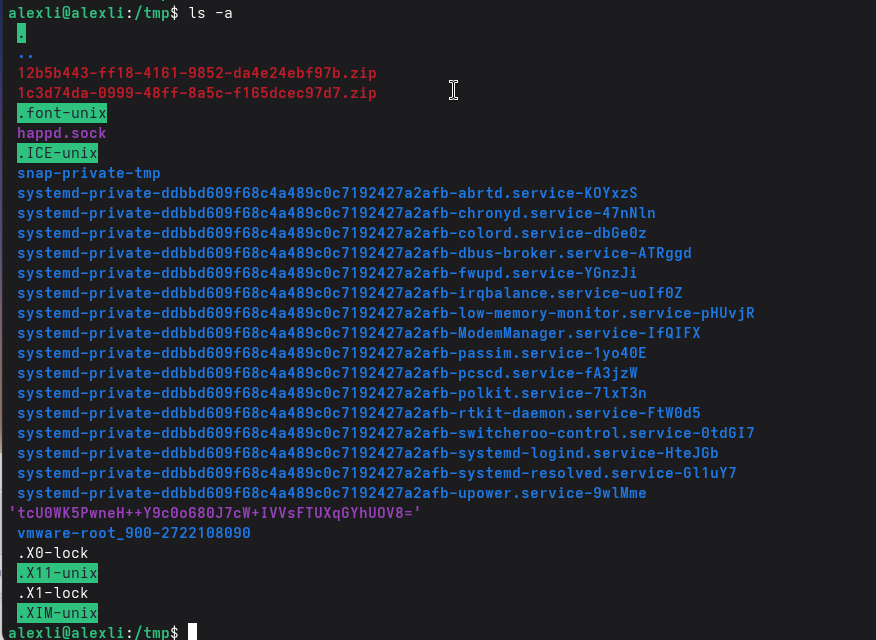 alexli@alexli:/tmp$ ls -a
.
..
12b5b443-ff18-4161-9852-da4e24ebf97b.zip
1c3d74da-0999-48ff-8a5c-f165dcec97d7.zip
.font-unix
happd.sock
.ICE-unix
snap-private-tmp
systemd-private-ddbbd609f68c4a489c0c7192427a2afb-abrtd.service-KOYxzS
systemd-private-ddbbd609f68c4a489c0c7192427a2afb-chronyd.service-47nNln
systemd-private-ddbbd609f68c4a489c0c7192427a2afb-colord.service-dbGe0z
systemd-private-ddbbd609f68c4a489c0c7192427a2afb-dbus-broker.service-ATRggd
systemd-private-ddbbd609f68c4a489c0c7192427a2afb-fwupd.service-YGnzJi
systemd-private-ddbbd609f68c4a489c0c7192427a2afb-irqbalance.service-uoIf0Z
systemd-private-ddbbd609f68c4a489c0c7192427a2afb-low-memory-monitor.service-pHUvjR
systemd-private-ddbbd609f68c4a489c0c7192427a2afb-ModemManager.service-IfQIFX
systemd-private-ddbbd609f68c4a489c0c7192427a2afb-passim.service-1yo40E
systemd-private-ddbbd609f68c4a489c0c7192427a2afb-pcscd.service-fA3jzW
systemd-private-ddbbd609f68c4a489c0c7192427a2afb-polkit.service-7lxT3n
systemd-private-ddbbd609f68c4a489c0c7192427a2afb-rtkit-daemon.service-FtW0d5
systemd-private-ddbbd609f68c4a489c0c7192427a2afb-switcheroo-control.service-0tdGI7
systemd-private-ddbbd609f68c4a489c0c7192427a2afb-systemd-logind.service-HteJGb
systemd-private-ddbbd609f68c4a489c0c7192427a2afb-systemd-resolved.service-Gl1uY7
systemd-private-ddbbd609f68c4a489c0c7192427a2afb-upower.service-9wlMme
'tcU0WK5PwneH++Y9c0o680J7cW+IVVsFTUXqGYhUOV8='
vmware-root_900-2722108090
.X0-lock
.X11-unix
.X1-lock
.XIM-unix
alexli@alexli:/tmp$